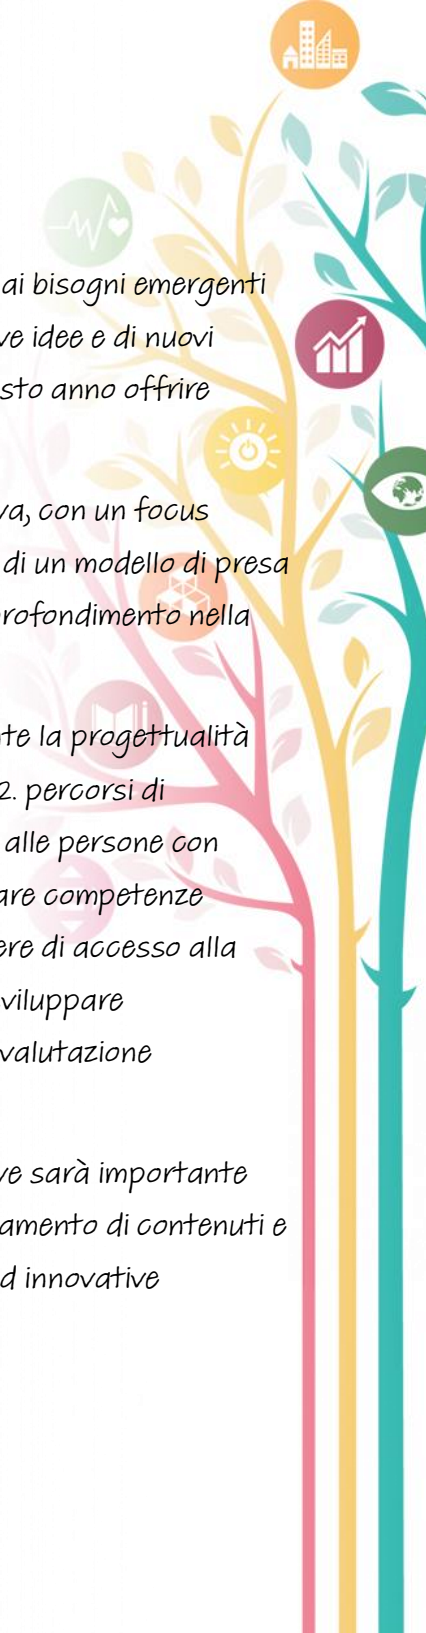 ai bisogni emergenti
ve idee e di nuovi
sto anno offrire
va, con un focus
di un modello di presa
rofondimento nella
te la progettualità
2. percorsi di
alle persone con
are competenze
ere di accesso alla
viluppare
valutazione
ve sarà importante
amento di contenuti e
d innovative